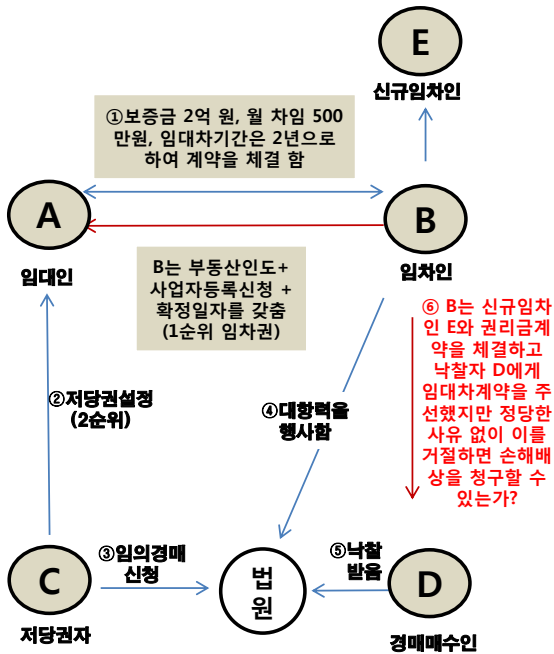 E
신규임차인
①보증금 2억 원, 월 차임 500
만원, 임대차기간은 2년으로
하여 계약을 체결 함
A
임대인
B
임차인
B는 부동산인도+
사업자등록신청 +
확정일자를 갖춤
(1순위 임차권)
⑥ B는 신규임차
인 E와 권리금계
약을 체결하고
낙찰자 D에게
임대차계약을 주
선했지만 정당한
사유 없이 이를
거절하면 손해배
상을 청구할 수
있는가?
②저당권설정
(2순위)
④대항력을
행사함
C
저당권자
③임의경매
신청
법
원
⑤낙찰
받음
D
경매매수인